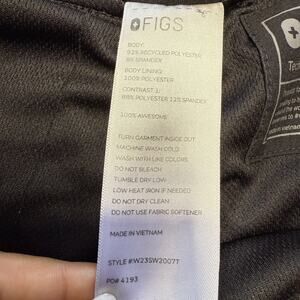 FIGS
BODY:
92% RECYCLED POLYESTER
8% SPANDEX
BODY LINING:
100% POLYESTER
CONTRAST 1:
88% POLYESTER 12% SPANDEX
100% AWESOME
TURN GARMENT INSIDE OUT
MACHINE WASH COLD
WASH WITH LIKE COLORS
DO NOT BLEACH
TUMBLE DRY LOW
LOW HEAT IRON IF NEEDED
DO NOT DRY CLEAN
DO NOT USE FABRIC SOFTENER
MADE IN VIETNAM
STYLE #:W23SW2007T
PO# 4193